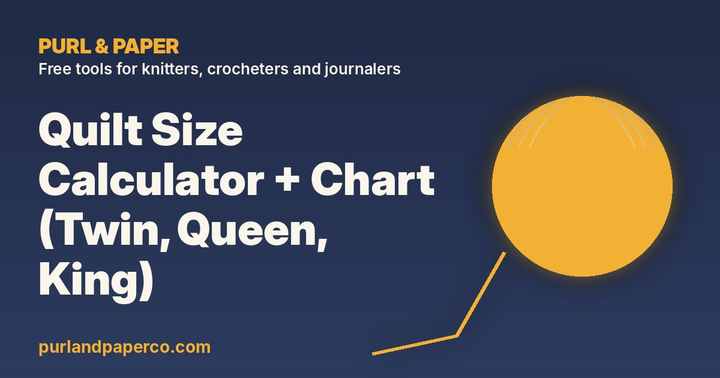 PURL & PAPER
Free tools for knitters, crocheters and journalers
Quilt Size
Calculator + Chart
(Twin, Queen,
King)
purlandpaperco.com